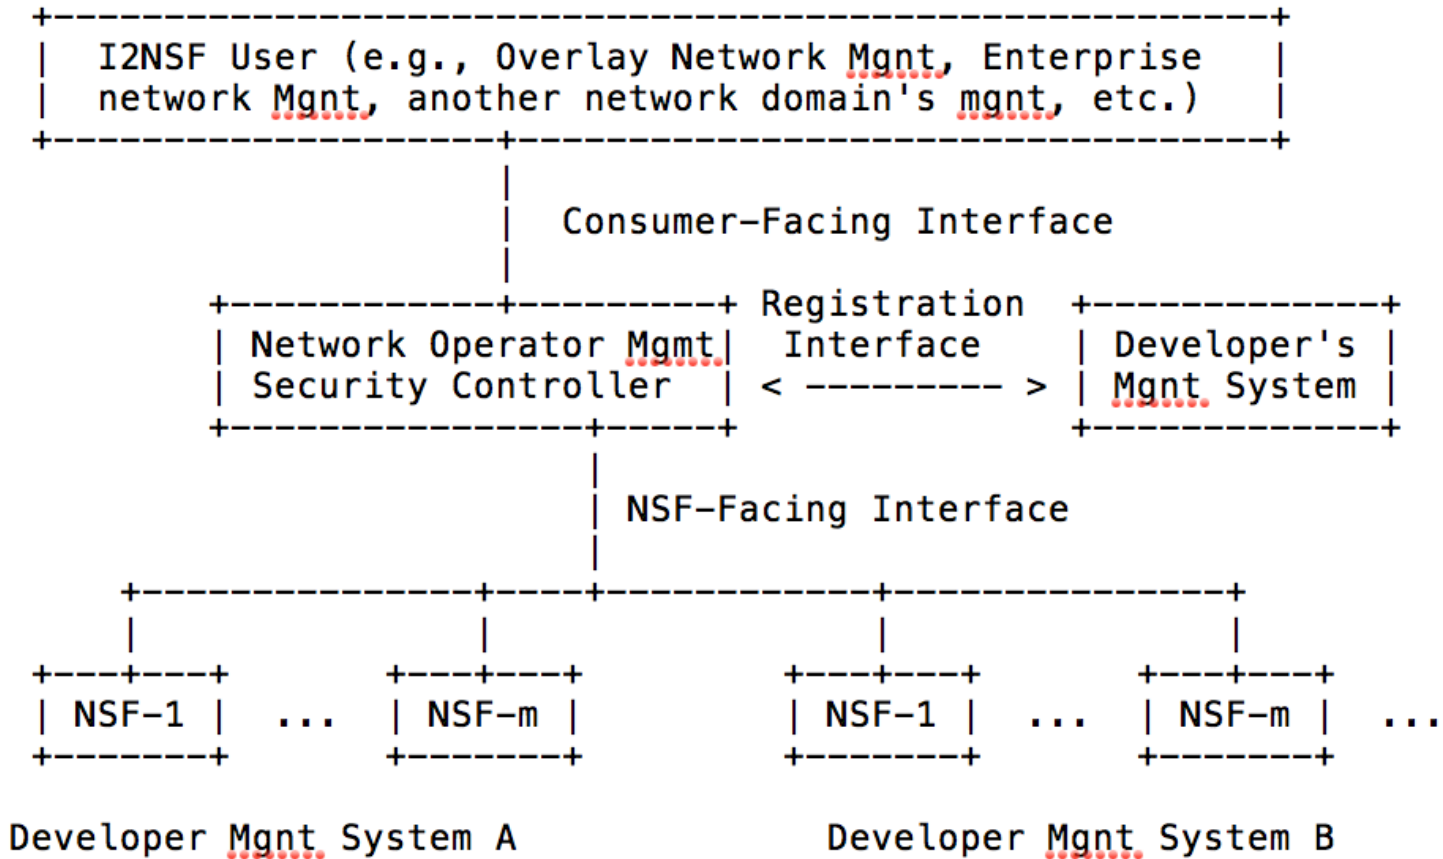 I2NSF User (e.g., Overlay Network Mgnt, Enterprise
network Mgnt, another network domain's mgnt, etc.)
Consumer-Facing Interface
Registration
Interface
< --------- >
Network Operator Mgmt
Security Controller
Developer's
Mgnt System
NSF-Facing Interface
NSF-1 ... NSF-m NSF-1 ... NSF-m ...
Developer Mgnt System A
Developer Mgnt System B